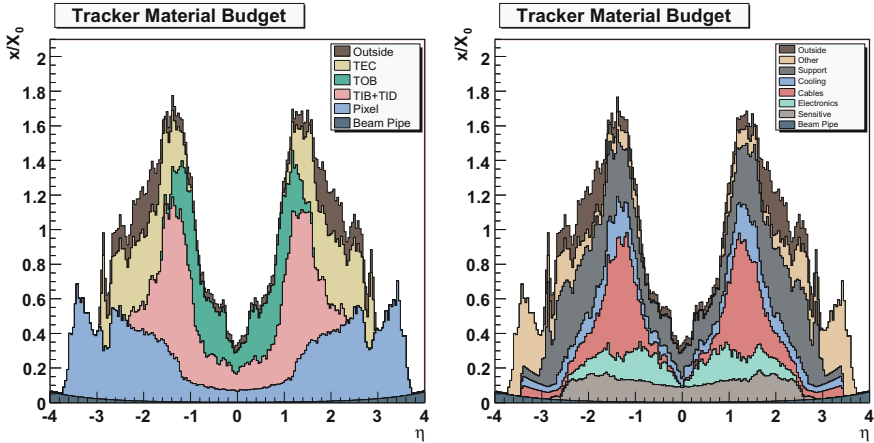 Tracker Material Budget
x/X0
2
1.8
1.6
1.4
1.2
1
0.8
0.6
0.4
0.2
0
-4 -3 -2 -1 0 1 2 3 4
η
Outside
TEC
TOB
TIB+TID
Pixel
Beam Pipe
Tracker Material Budget
x/X0
2
1.8
1.6
1.4
1.2
1
0.8
0.6
0.4
0.2
0
-4 -3 -2 -1 0 1 2 3 4
η
Outside
Other
Support
Cooling
Cables
Electronics
Sensitive
Beam Pipe